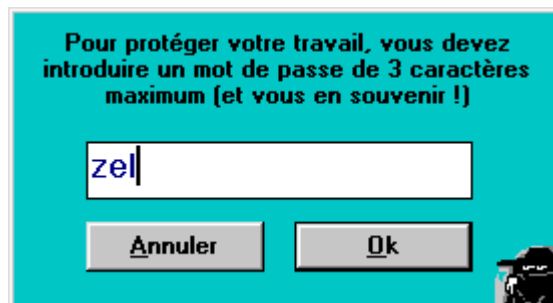 Pour protéger votre travail, vous devez
introduire un mot de passe de 3 caractères
maximum (et vous en souvenir !)
zel
Annuler
Ok